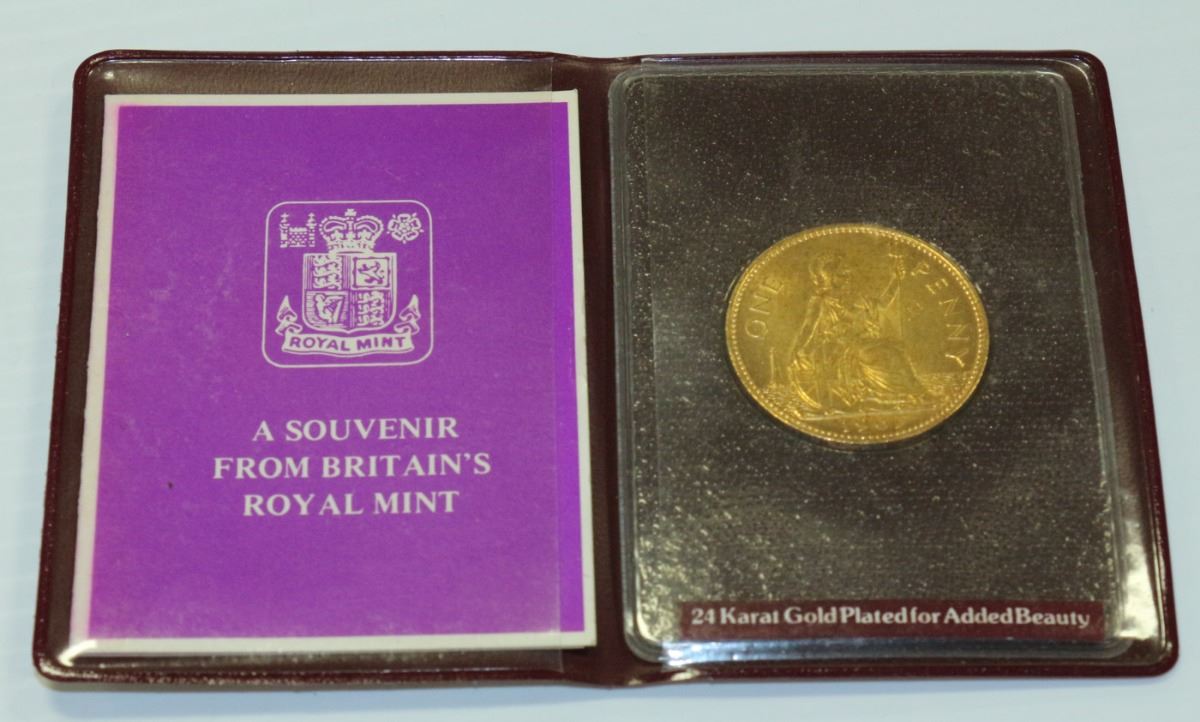 ROYAL MINT
A SOUVENIR
FROM BRITAIN'S
ROYAL MINT
ONE PENNY
24 Karat Gold Plated for Added Beauty